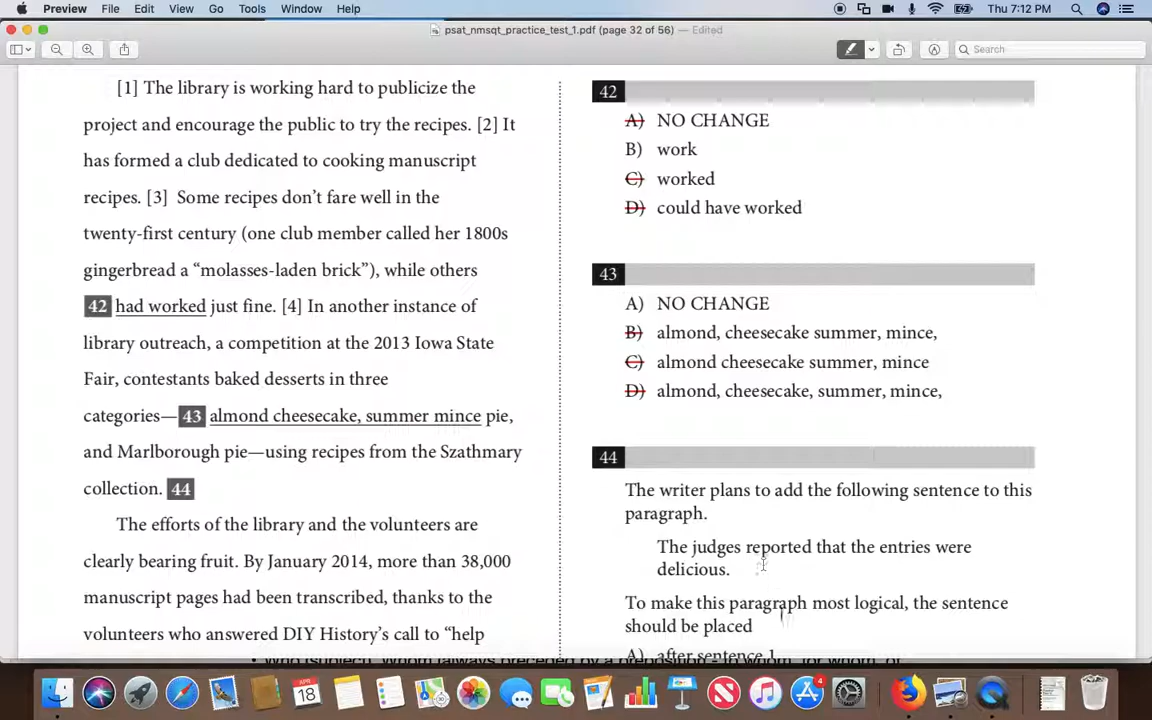 Preview File Edit View Go Tools Window Help
Thu 7:12 PM
psat_nmsqt_practice_test_1.pdf (page 32 of 56) — Edited
Search
[1] The library is working hard to publicize the
project and encourage the public to try the recipes. [2] It
has formed a club dedicated to cooking manuscript
recipes. [3] Some recipes don’t fare well in the
twenty-first century (one club member called her 1800s
gingerbread a “molasses-laden brick”), while others
42 had worked just fine. [4] In another instance of
library outreach, a competition at the 2013 Iowa State
Fair, contestants baked desserts in three
categories—43 almond cheesecake, summer mince pie,
and Marlborough pie—using recipes from the Szathmary
collection. 44
The efforts of the library and the volunteers are
clearly bearing fruit. By January 2014, more than 38,000
manuscript pages had been transcribed, thanks to the
volunteers who answered DIY History’s call to “help
42
A) NO CHANGE
B) work
C) worked
D) could have worked
43
A) NO CHANGE
B) almond, cheesecake summer, mince,
C) almond cheesecake summer, mince
D) almond, cheesecake, summer, mince,
44
The writer plans to add the following sentence to this
paragraph.
The judges reported that the entries were
delicious.
To make this paragraph most logical, the sentence
should be placed
A) after sentence 1.
APR
18
4